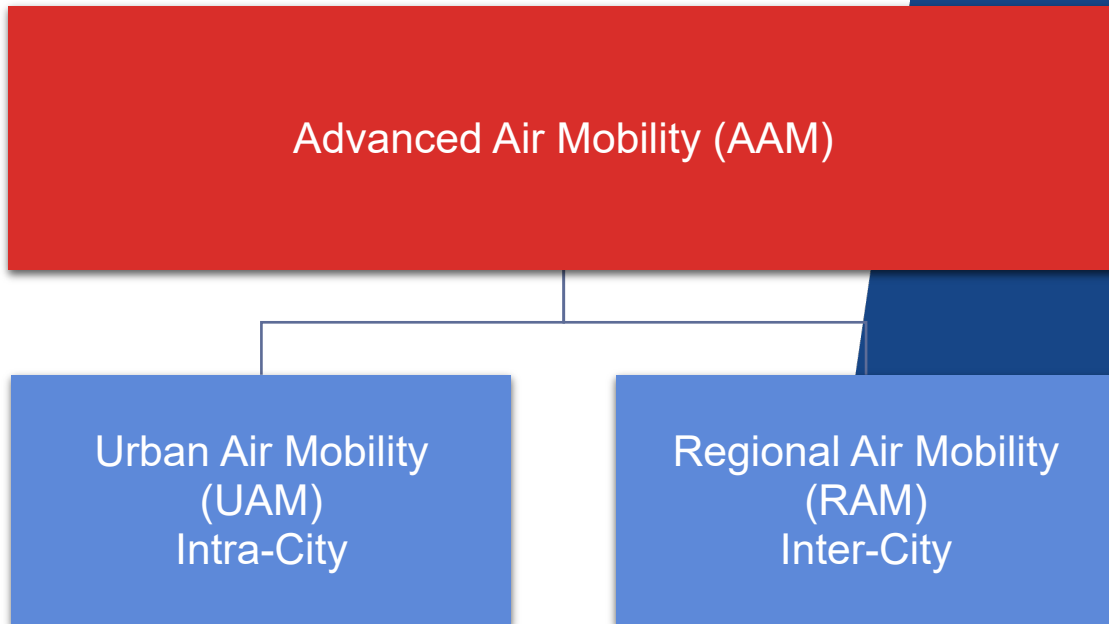 Advanced Air Mobility (AAM)
Urban Air Mobility
(UAM)
Intra-City
Regional Air Mobility
(RAM)
Inter-City